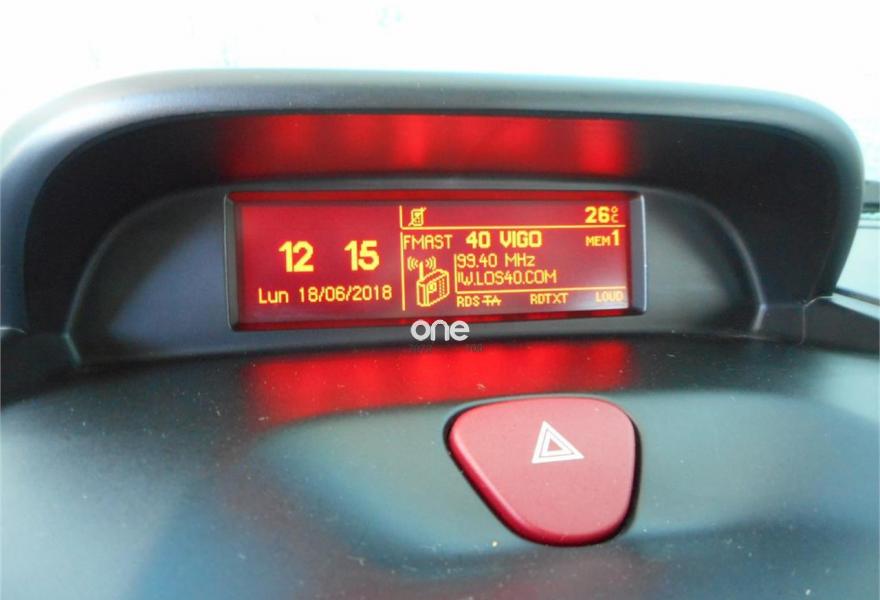 26°C
12 15
FMAST 40 VIGO MEM1
99.40 MHz
W.LOS40.COM
Lun 18/06/2018
RDS TA RDTXT LOUD
one